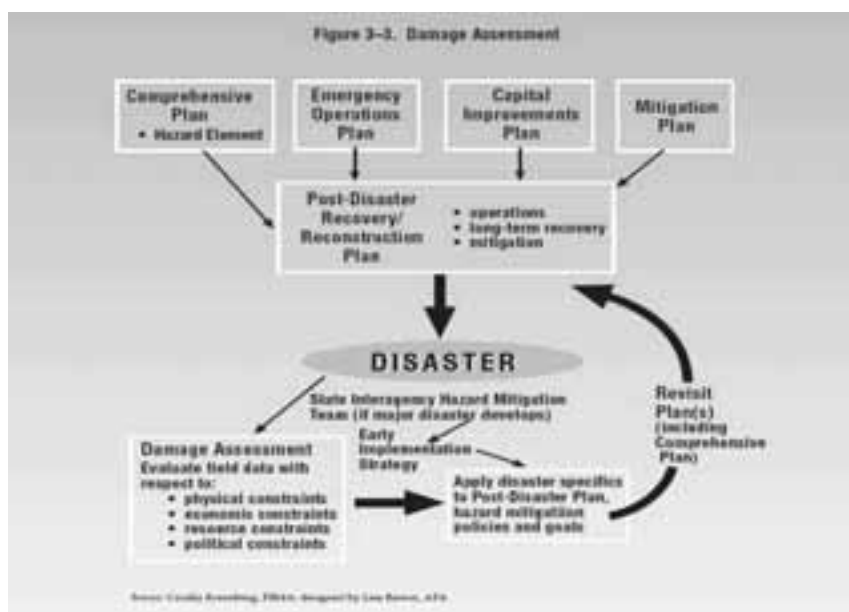 Figure 3–3. Damage Assessment
Comprehensive
Plan
• Hazard Element
Emergency
Operations
Plan
Capital
Improvements
Plan
Mitigation
Plan
Post-Disaster
Recovery/
Reconstruction
Plan
• operations
• long-term recovery
• mitigation
DISASTER
State Interagency Hazard Mitigation
Team (if major disaster develops)
Early
Implementation
Strategy
Damage Assessment
Evaluate field data with
respect to:
• physical constraints
• economic constraints
• resource constraints
• political constraints
Apply disaster specifics
to Post-Disaster Plan,
hazard mitigation
policies and goals
Revisit
Plan(s)
(including
Comprehensive
Plan)